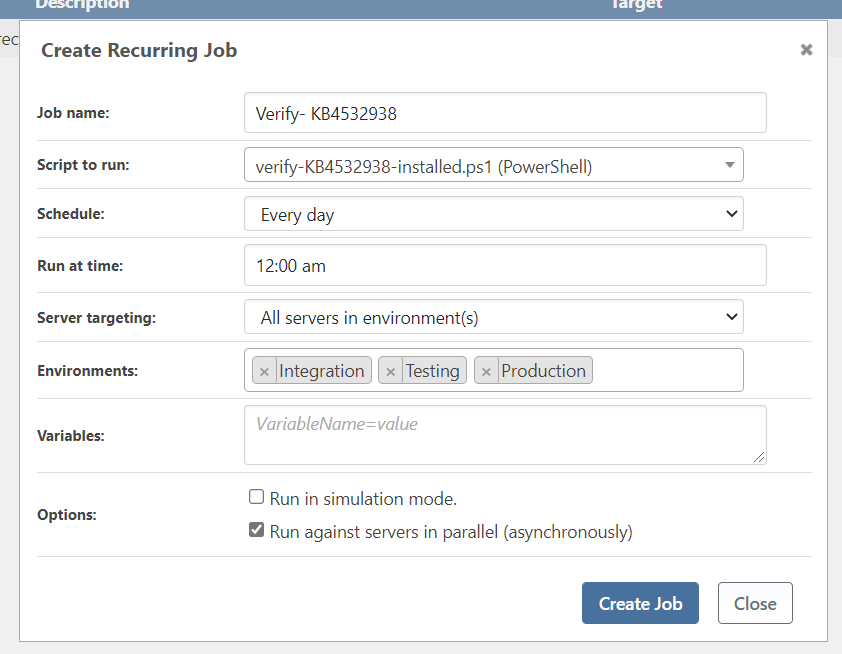 Description Target
rec
Create Recurring Job
Job name: Verify- KB4532938
Script to run: verify-KB4532938-installed.ps1 (PowerShell)
Schedule: Every day
Run at time: 12:00 am
Server targeting: All servers in environment(s)
Environments: × Integration × Testing × Production
Variables: VariableName=value
Options: Run in simulation mode.
Run against servers in parallel (asynchronously)
Create Job Close